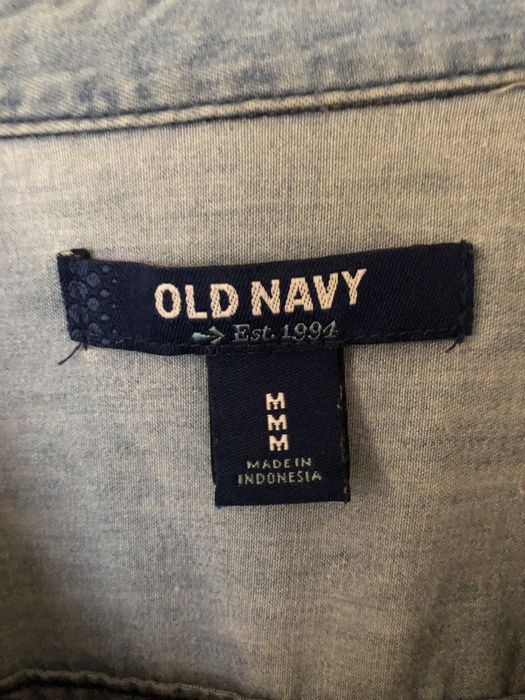 OLD NAVY
Est. 1994
M
M
M
MADE IN
INDONESIA